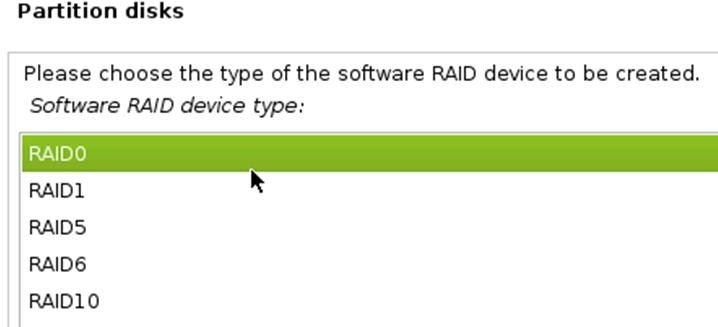 Partition disks
Please choose the type of the software RAID device to be created.
Software RAID device type:
RAID0
RAID1
RAID5
RAID6
RAID10